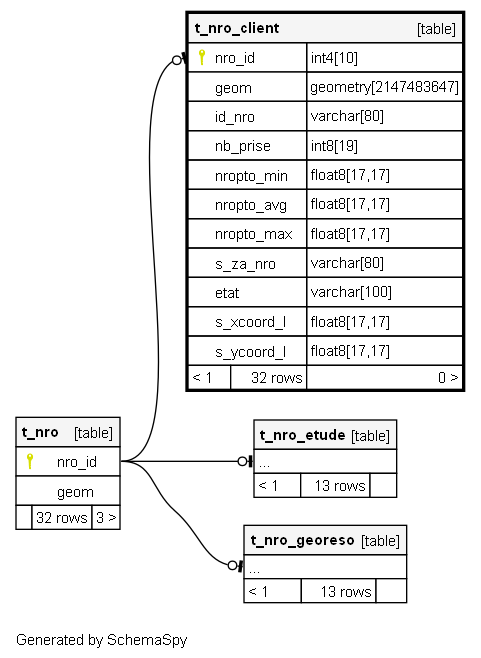 t_nro_client [table]
nro_id int4[10]
geom geometry[2147483647]
id_nro varchar[80]
nb_prise int8[19]
nropto_min float8[17,17]
nropto_avg float8[17,17]
nropto_max float8[17,17]
s_za_nro varchar[80]
etat varchar[100]
s_xcoord_l float8[17,17]
s_ycoord_l float8[17,17]
< 1 32 rows 0 >
t_nro [table]
nro_id
geom
32 rows 3 >
t_nro_etude [table]
...
< 1 13 rows
t_nro_georeso [table]
...
< 1 13 rows
Generated by SchemaSpy